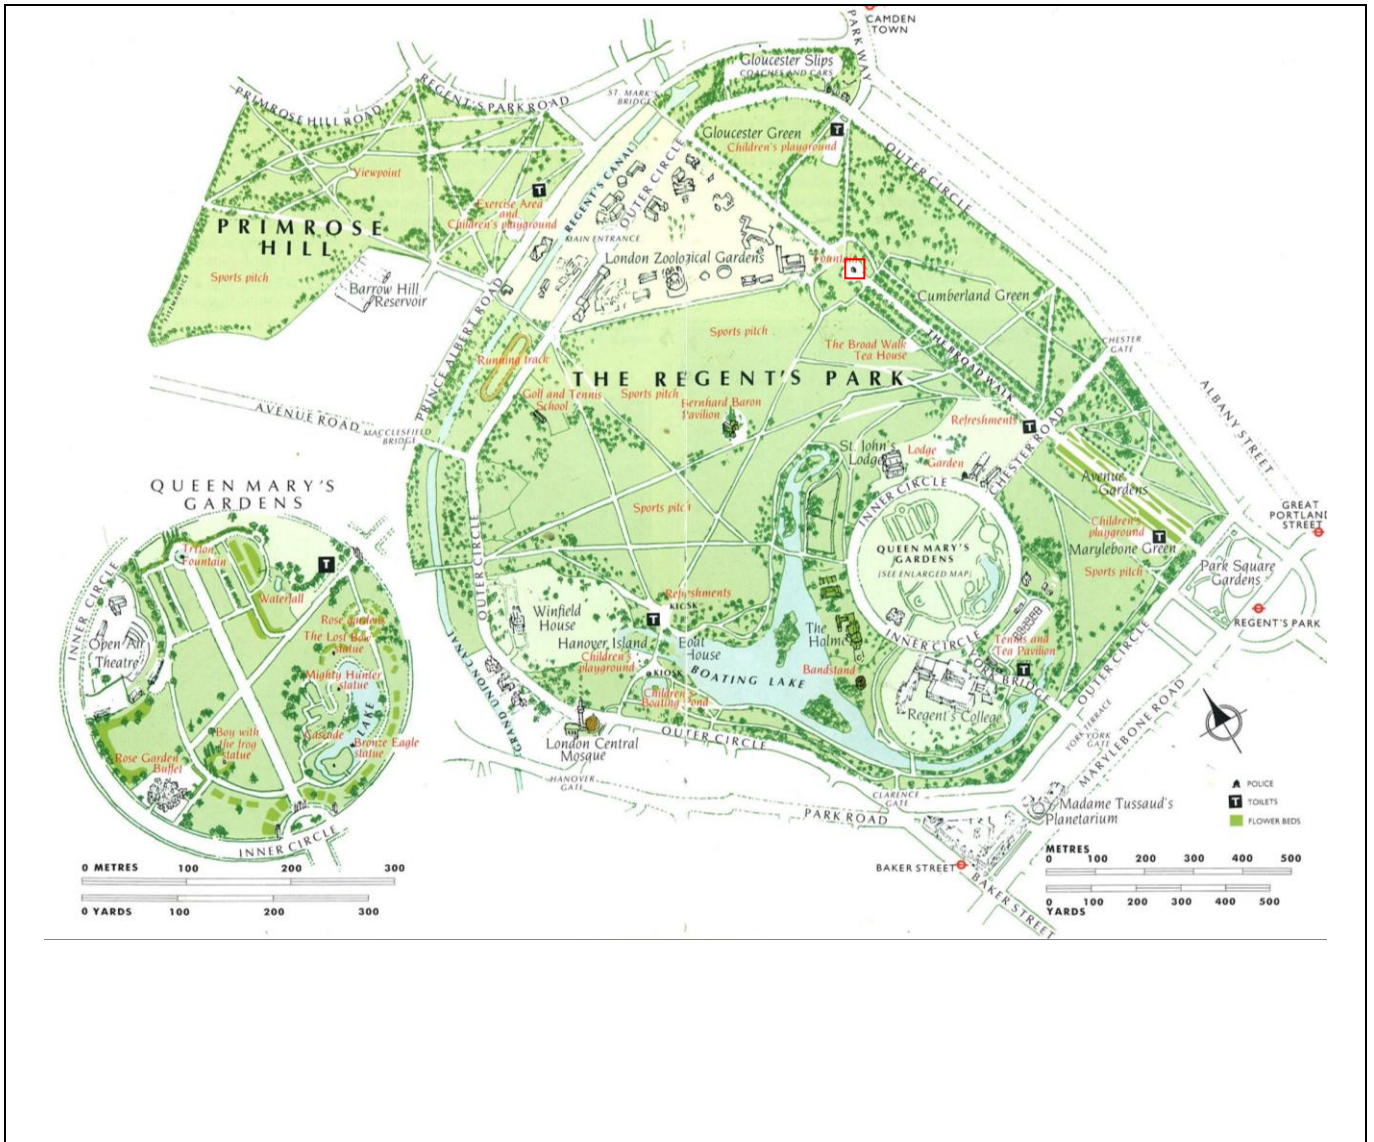 CAMDEN
TOWN
PARK WAY
Gloucester Slips
COACHES AND CARS
ST. MARK'S
BRIDGE
REGENT'S PARK ROAD
PRIMROSE HILL ROAD
Gloucester Green
Children's playground
OUTER CIRCLE
Viewpoint
REGENT'S CANAL
OUTER CIRCLE
Exercise Area
and
Children's playground
PRIMROSE
HILL
MAIN ENTRANCE
London Zoological Gardens
Fountain
Sports pitch
Barrow Hill
Reservoir
Cumberland Green
PRINCE ALBERT ROAD
Sports pitch
The Broad Walk
Tea House
THE BROAD WALK
CHESTER
GATE
Running track
THE REGENT'S PARK
ALBANY STREET
Golf and Tennis
School
Sports pitch
Bernhard Baron
Pavilion
AVENUE ROAD
MACCLESFIELD
BRIDGE
Refreshments
CHESTER ROAD
St. John's
Lodge
Lodge
Garden
INNER CIRCLE
Avenue
Gardens
QUEEN MARY'S
GARDENS
Sports pitch
GREAT
PORTLAND
STREET
Children's
playground
Marylebone Green
Sports pitch
Park Square
Gardens
QUEEN MARY'S
GARDENS
(SEE ENLARGED MAP)
OUTER CIRCLE
Triton
Fountain
Waterfall
INNER CIRCLE
Rose gardens
The Lost Bow
statue
Open Air
Theatre
Mighty Hunter
statue
LAKE
Cascade
Bronze Eagle
statue
Boy with
the frog
statue
Rose Garden
Buffet
INNER CIRCLE
Winfield
House
Refreshments
KIOSK
Hanover Island
Boat
House
Children's
playground
KIOSK
Children's
Boating Pond
BOATING LAKE
The
Holme
Bandstand
INNER CIRCLE
YORK BRIDGE
Tennis and
Tea Pavilion
Regent's College
REGENT'S PARK
OUTER CIRCLE
MARYLEBONE ROAD
YORK TERRACE
YORK
GATE
GRAND UNION CANAL
London Central
Mosque
OUTER CIRCLE
HANOVER
GATE
CLARENCE
GATE
PARK ROAD
Madame Tussaud's
Planetarium
BAKER STREET
BAKER STREET
T
POLICE
T TOILETS
FLOWER BEDS
0 METRES 100 200 300
0 YARDS 100 200 300
METRES
0 100 200 300 400 500
0 100 200 300 400 500
YARDS